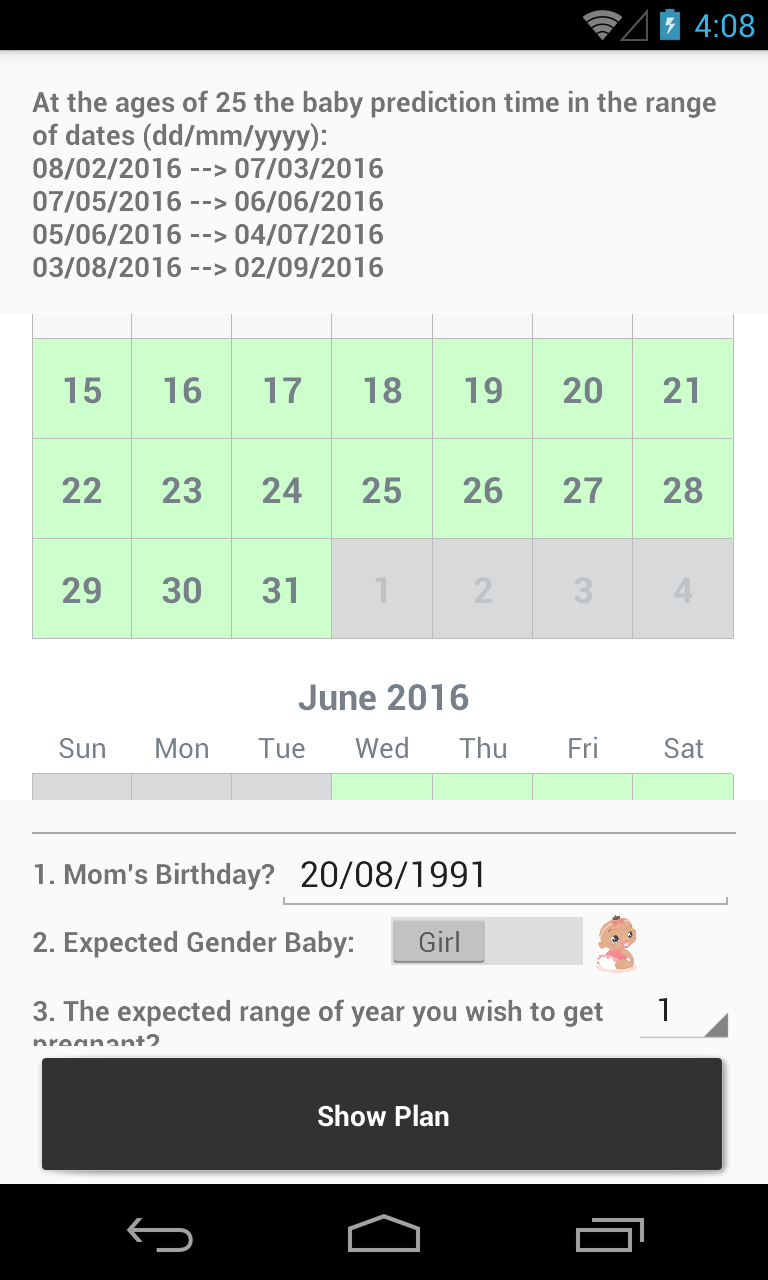 4:08
At the ages of 25 the baby prediction time in the range
of dates (dd/mm/yyyy):
08/02/2016 --> 07/03/2016
07/05/2016 --> 06/06/2016
05/06/2016 --> 04/07/2016
03/08/2016 --> 02/09/2016
15 16 17 18 19 20 21
22 23 24 25 26 27 28
29 30 31 1 2 3 4
June 2016
Sun Mon Tue Wed Thu Fri Sat
1. Mom's Birthday? 20/08/1991
2. Expected Gender Baby: Girl
3. The expected range of year you wish to get 1
pregnant?
Show Plan